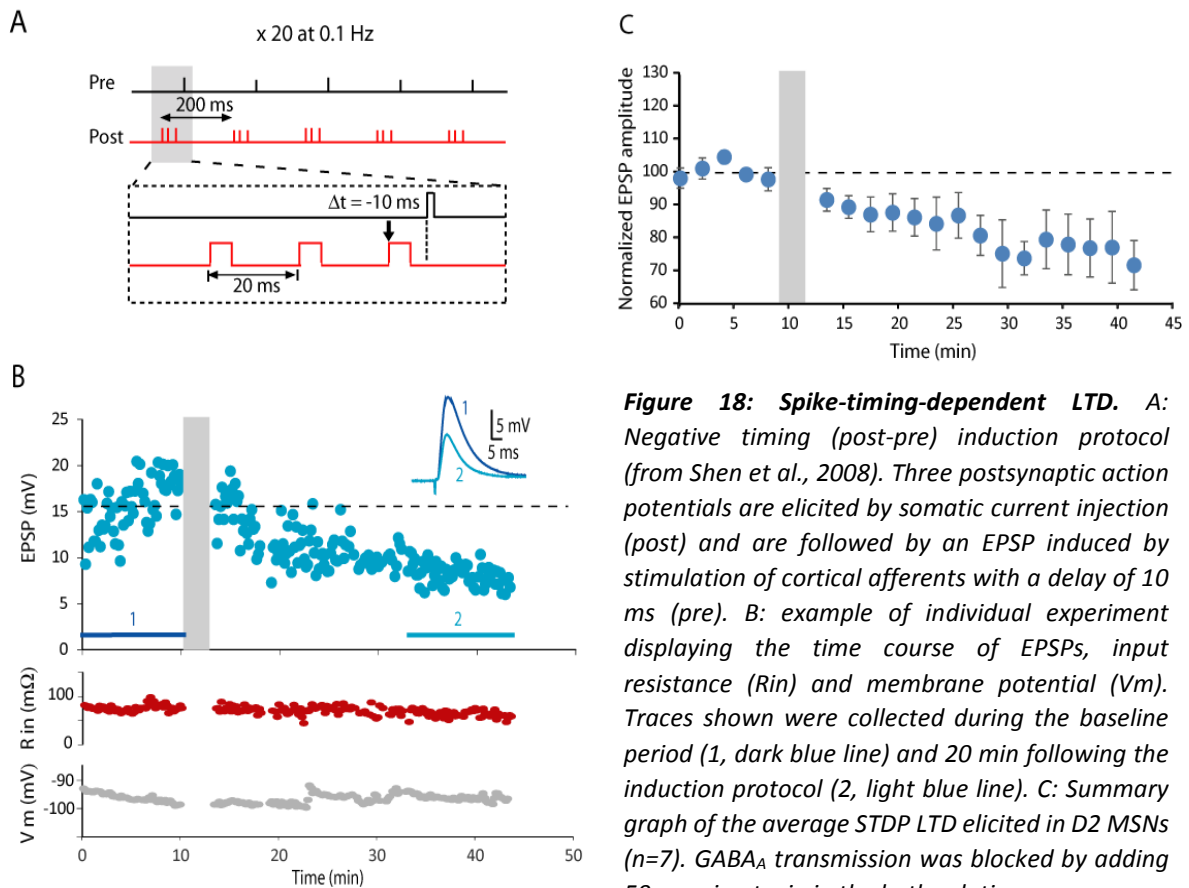 A
x 20 at 0.1 Hz
Pre
200 ms
Post
Δt = -10 ms
20 ms
B
EPSP (mV)
25
20
15
10
5
0
1
2
1
2
5 mV
5 ms
0
10
20
30
40
50
R in (mΩ)
100
0
V m (mV)
-90
-100
0
10
20
30
40
50
Time (min)
C
Normalized EPSP amplitude
130
120
110
100
90
80
70
60
0
5
10
15
20
25
30
35
40
45
Time (min)
Figure 18: Spike-timing-dependent LTD. A:
Negative timing (post-pre) induction protocol
(from Shen et al., 2008). Three postsynaptic action
potentials are elicited by somatic current injection
(post) and are followed by an EPSP induced by
stimulation of cortical afferents with a delay of 10
ms (pre). B: example of individual experiment
displaying the time course of EPSPs, input
resistance (Rin) and membrane potential (Vm).
Traces shown were collected during the baseline
period (1, dark blue line) and 20 min following the
induction protocol (2, light blue line). C: Summary
graph of the average STDP LTD elicited in D2 MSNs
(n=7). GABAA transmission was blocked by adding